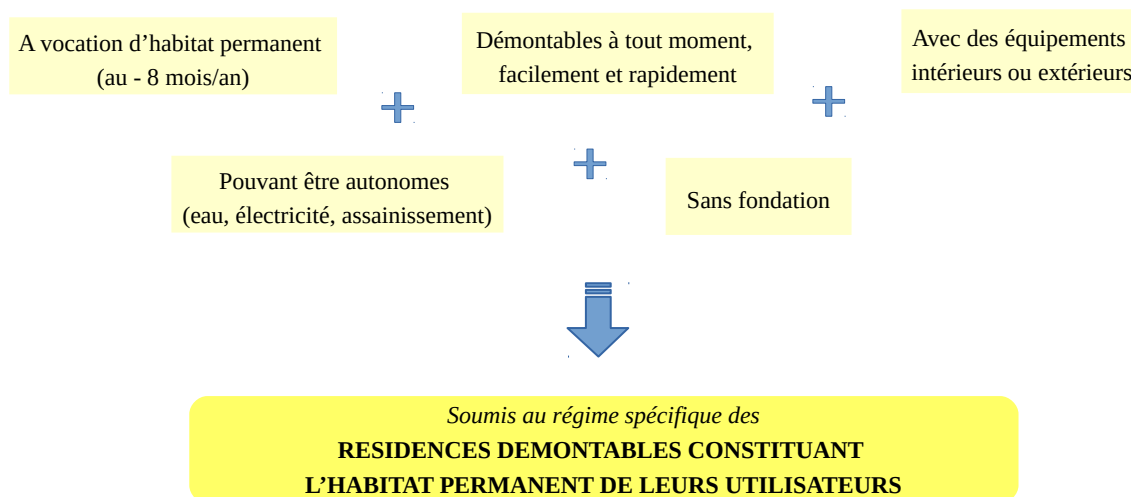 A vocation d’habitat permanent
(au - 8 mois/an)
Démontables à tout moment,
facilement et rapidement
Avec des équipements
intérieurs ou extérieurs
Pouvant être autonomes
(eau, électricité, assainissement)
Sans fondation
Soumis au régime spécifique des
RESIDENCES DEMONTABLES CONSTITUANT
L’HABITAT PERMANENT DE LEURS UTILISATEURS